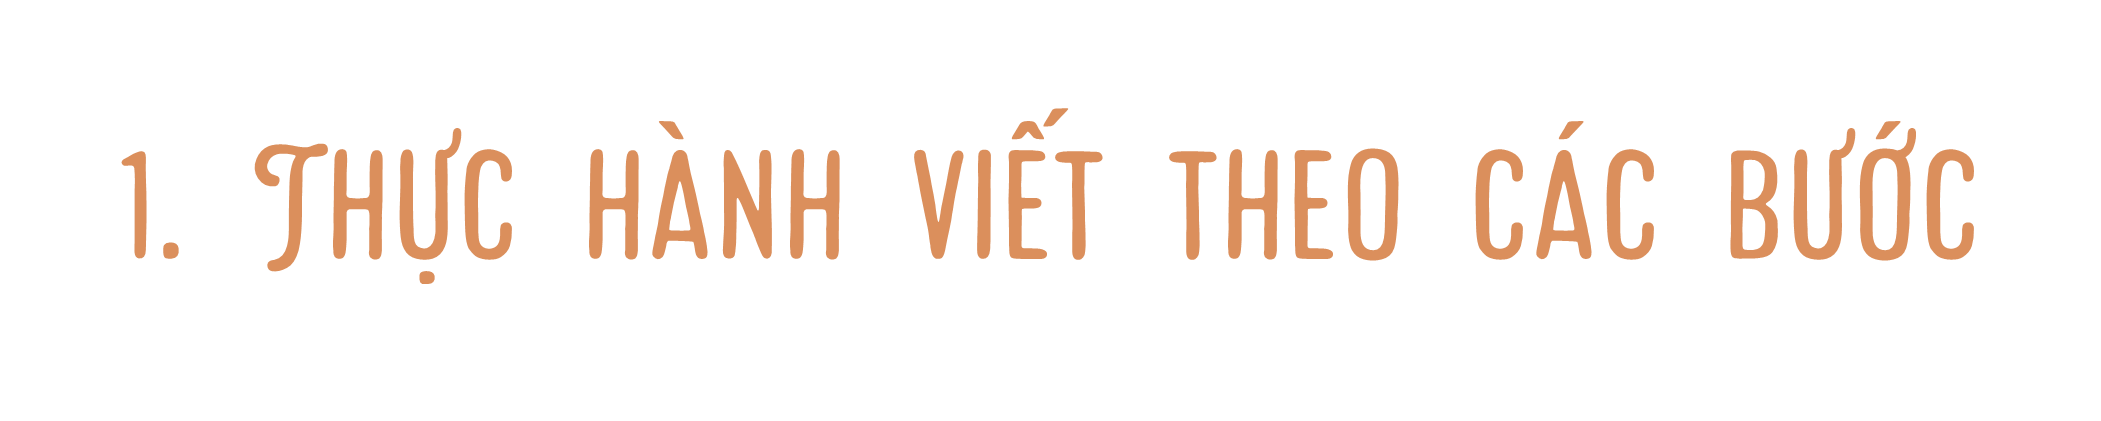 1. Thực hành viết theo các bước